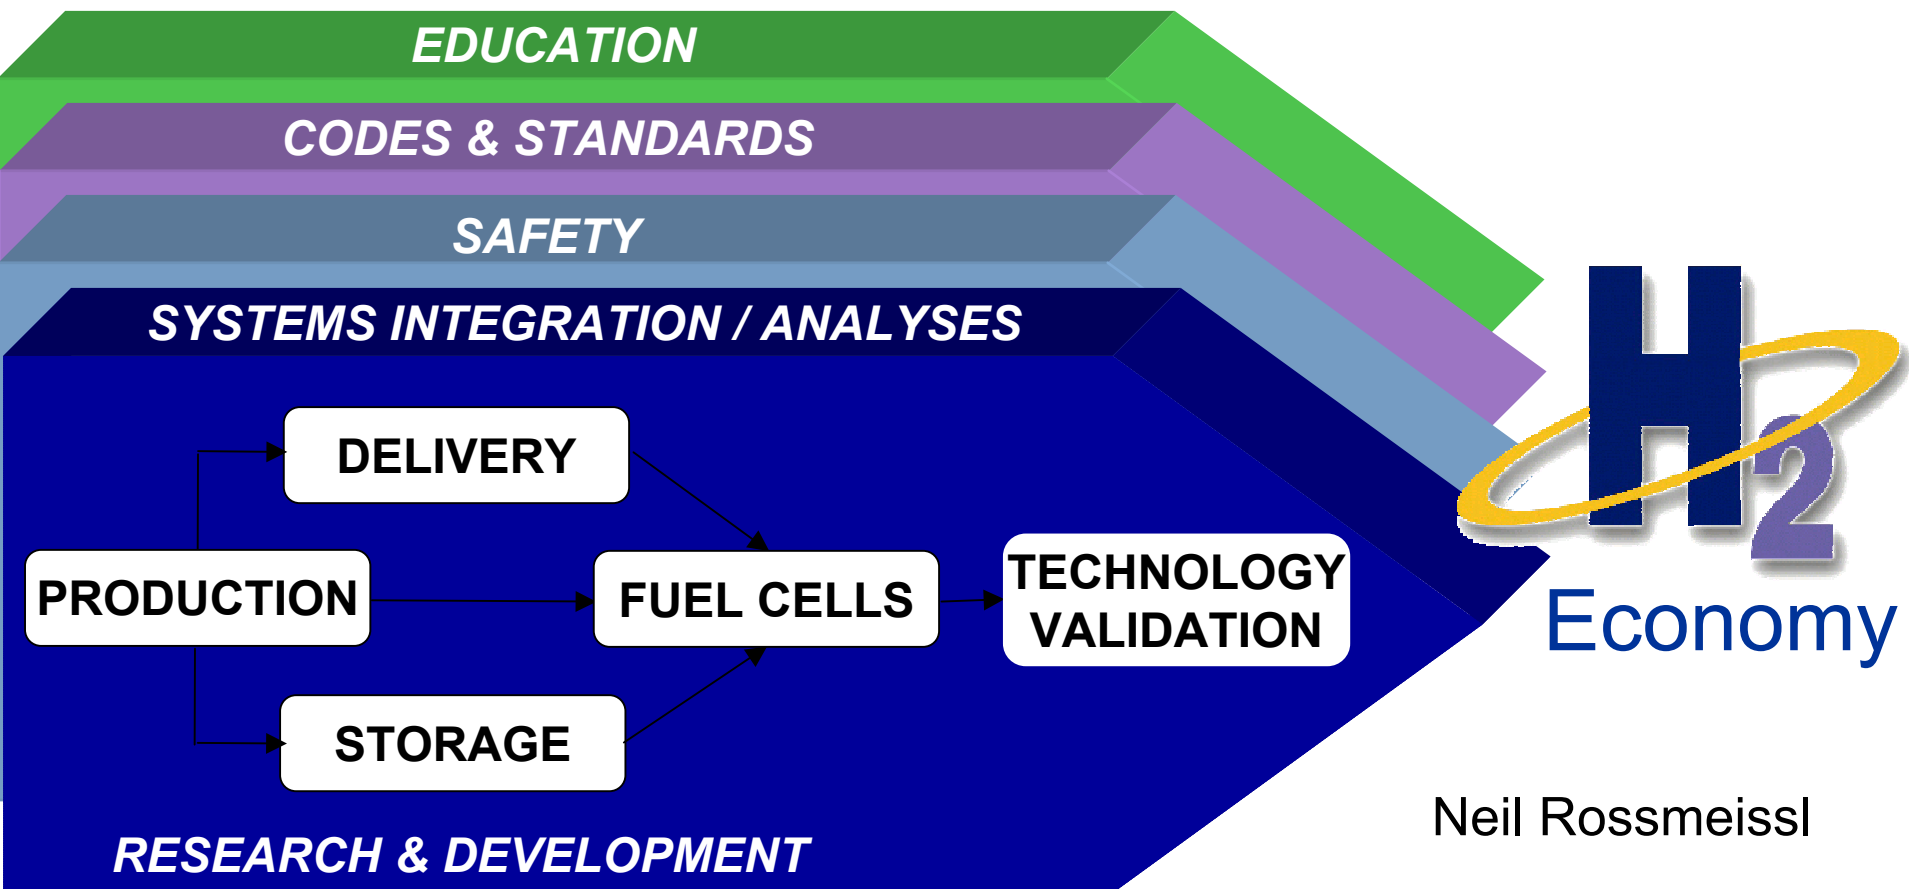 EDUCATION
CODES & STANDARDS
SAFETY
SYSTEMS INTEGRATION / ANALYSES
DELIVERY
PRODUCTION
FUEL CELLS
TECHNOLOGY
VALIDATION
STORAGE
RESEARCH & DEVELOPMENT
H2
Economy
Neil Rossmeissl